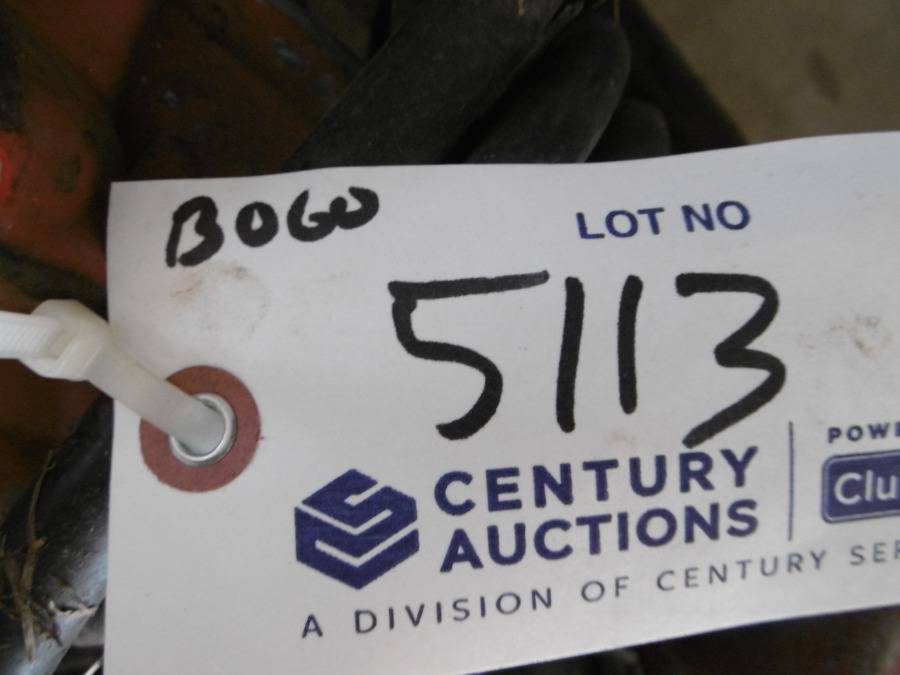 BOGO
LOT NO
5113
CENTURY
AUCTIONS
POWE
Clu
A DIVISION OF CENTURY SER